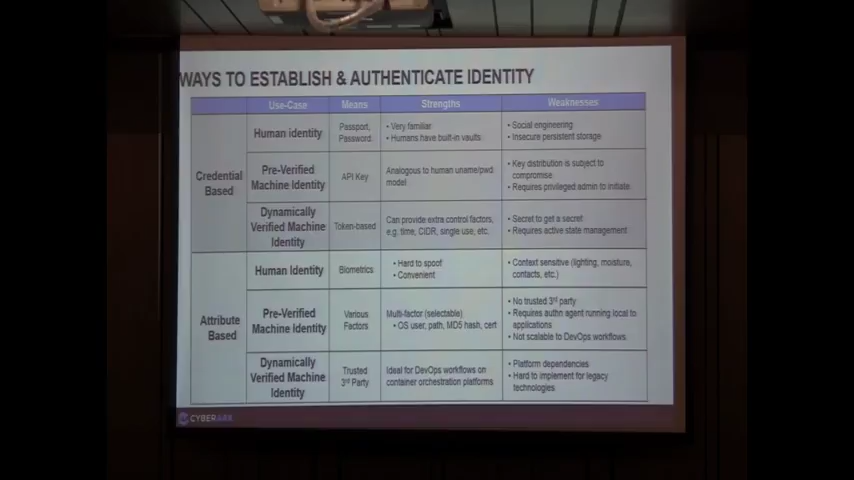 WAYS TO ESTABLISH & AUTHENTICATE IDENTITY
Use-Case Means Strengths Weaknesses
Credential
Based
Human identity
Passport,
Password.
• Very familiar
• Humans have built-in vaults.
• Social engineering
• Insecure persistent storage
Pre-Verified
Machine Identity
API Key
Analogous to human uname/pwd
model
• Key distribution is subject to
compromise.
• Requires privileged admin to initiate.
Dynamically
Verified Machine
Identity
Token-based
Can provide extra control factors,
e.g. time, CIDR, single use, etc.
• Secret to get a secret
• Requires active state management
Attribute
Based
Human Identity
Biometrics
• Hard to spoof
• Convenient
• Context sensitive (lighting, moisture,
contacts, etc.)
Pre-Verified
Machine Identity
Various
Factors
Multi-factor (selectable)
• OS user, path, MD5 hash, cert
• No trusted 3rd party
• Requires authn agent running local to
applications
• Not scalable to DevOps workflows
Dynamically
Verified Machine
Identity
Trusted
3rd Party
Ideal for DevOps workflows on
container orchestration platforms
• Platform dependencies
• Hard to implement for legacy
technologies
CYBERARK